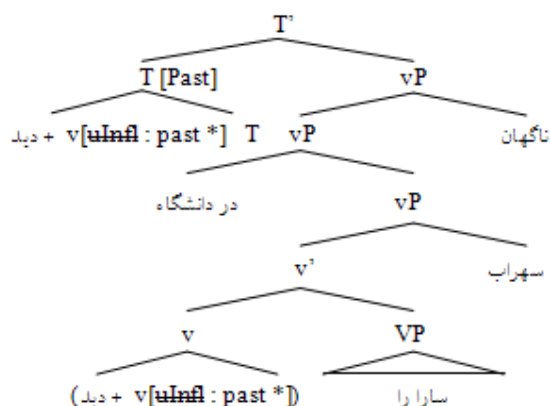 T’
T [Past] vP
دید + v[uInfl : past *] T vP ناگهان
در دانشگاه vP
v’ سهراب
v VP
(دید + v[uInfl : past *]) سارا را